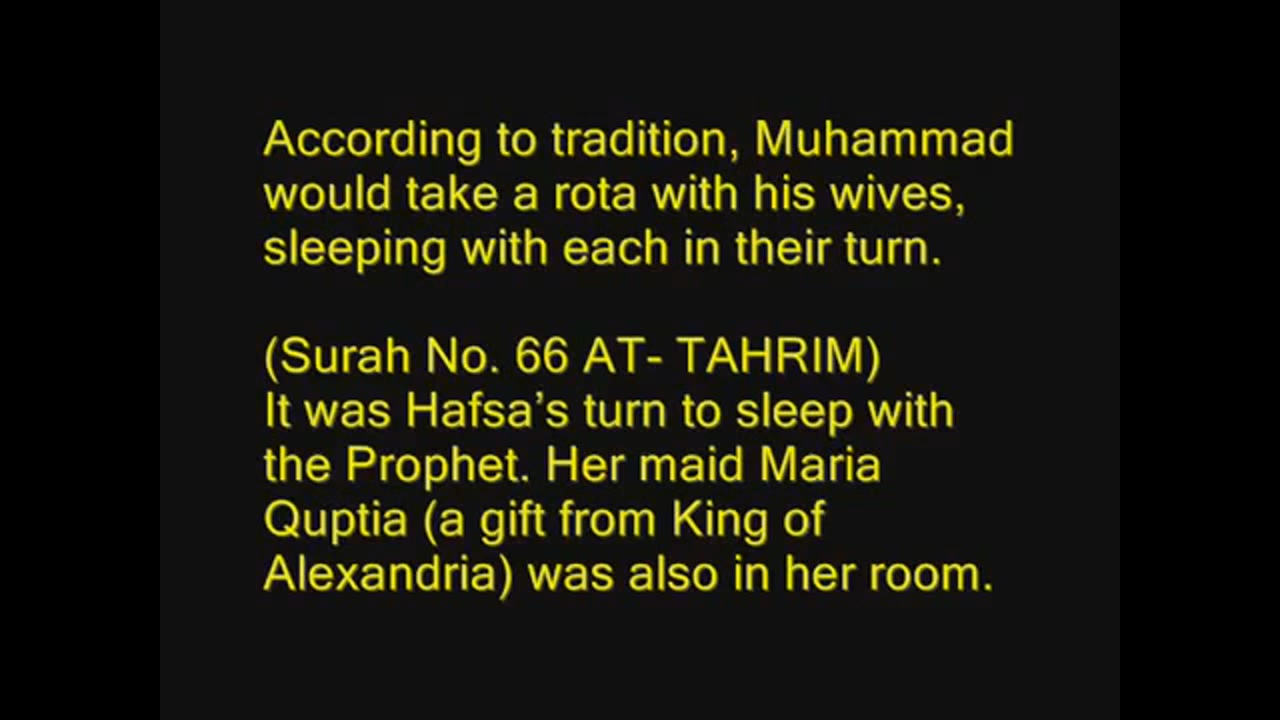 According to tradition, Muhammad
would take a rota with his wives,
sleeping with each in their turn.
(Surah No. 66 AT- TAHRIM)
It was Hafsa’s turn to sleep with
the Prophet. Her maid Maria
Quptia (a gift from King of
Alexandria) was also in her room.